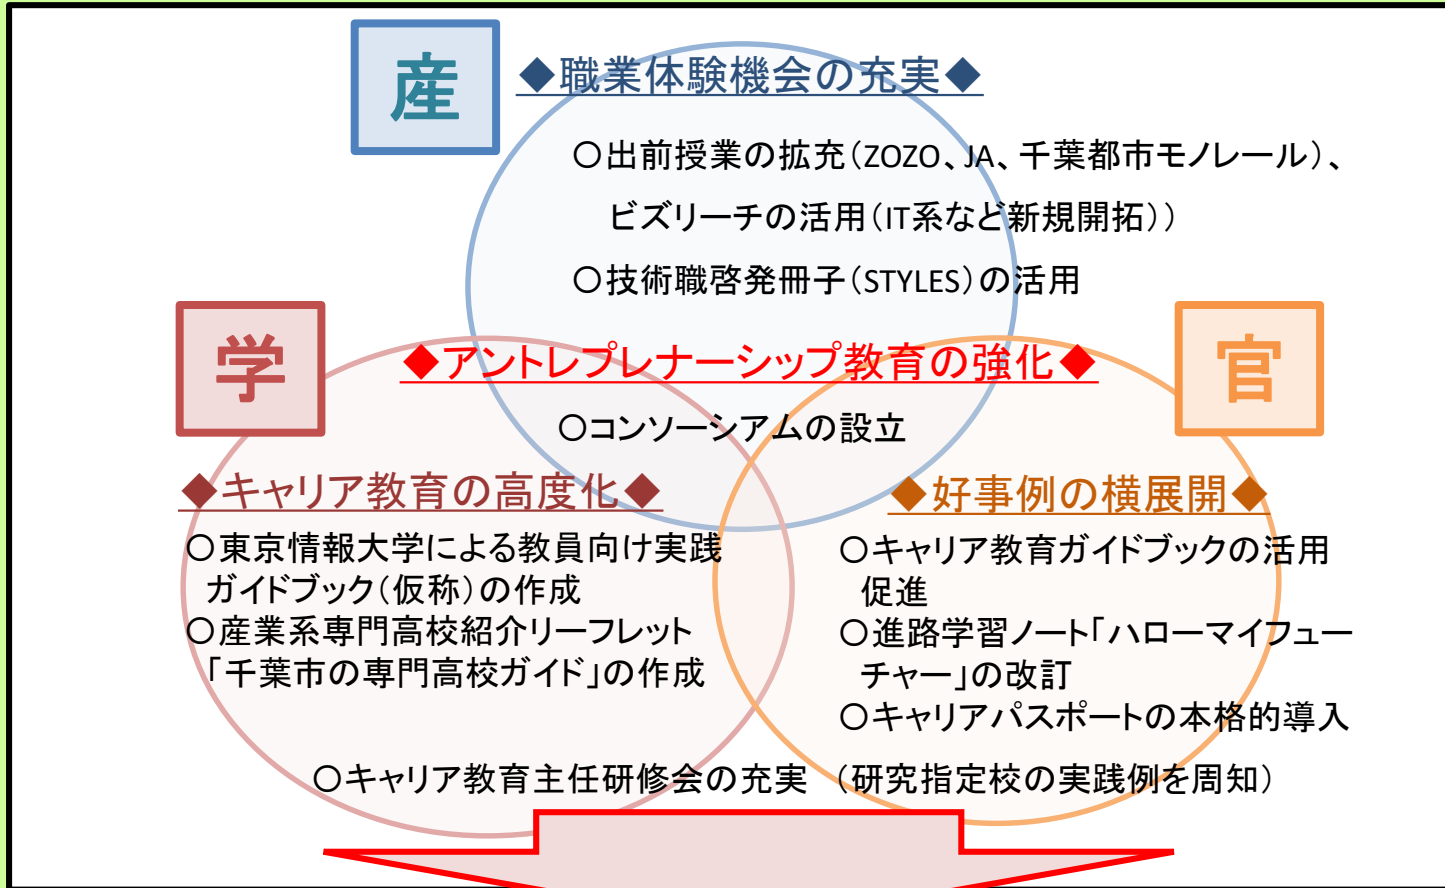 産
◆職業体験機会の充実◆
〇出前授業の拡充（ZOZO、JA、千葉都市モノレール）、
ビズリーチの活用（IT系など新規開拓））
〇技術職啓発冊子（STYLES）の活用
学
官
◆アントレプレナーシップ教育の強化◆
〇コンソーシアムの設立
◆キャリア教育の高度化◆
〇東京情報大学による教員向け実践
ガイドブック（仮称）の作成
〇産業系専門高校紹介リーフレット
「千葉市の専門高校ガイド」の作成
◆好事例の横展開◆
〇キャリア教育ガイドブックの活用
促進
〇進路学習ノート「ハローマイフュー
チャー」の改訂
〇キャリアパスポートの本格的導入
〇キャリア教育主任研修会の充実　（研究指定校の実践例を周知）